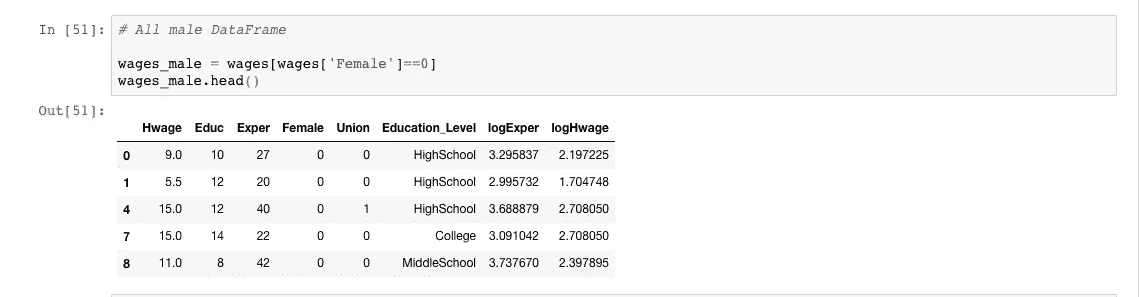 In [51]: # All male DataFrame
wages_male = wages[wages['Female']==0]
wages_male.head()
Out[51]:
Hwage Educ Exper Female Union Education_Level logExper logHwage
0 9.0 10 27 0 0 HighSchool 3.295837 2.197225
1 5.5 12 20 0 0 HighSchool 2.995732 1.704748
4 15.0 12 40 0 1 HighSchool 3.688879 2.708050
7 15.0 14 22 0 0 College 3.091042 2.708050
8 11.0 8 42 0 0 MiddleSchool 3.737670 2.397895